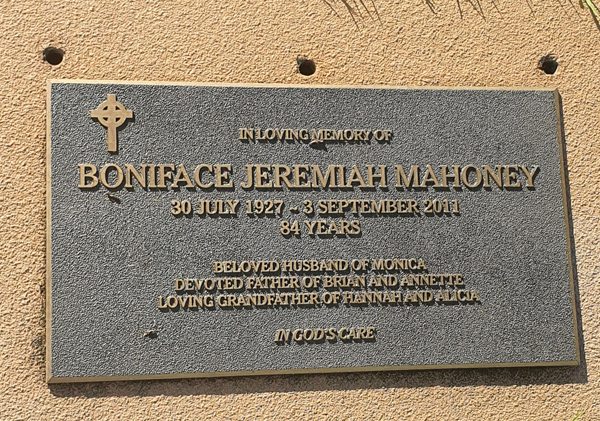 IN LOVING MEMORY OF
BONIFACE JEREMIAH MAHONEY
30 JULY 1927 - 3 SEPTEMBER 2011
84 YEARS
BELOVED HUSBAND OF MONICA
DEVOTED FATHER OF BRIAN AND ANNETTE
LOVING GRANDFATHER OF HANNAH AND ALICIA
IN GOD'S CARE